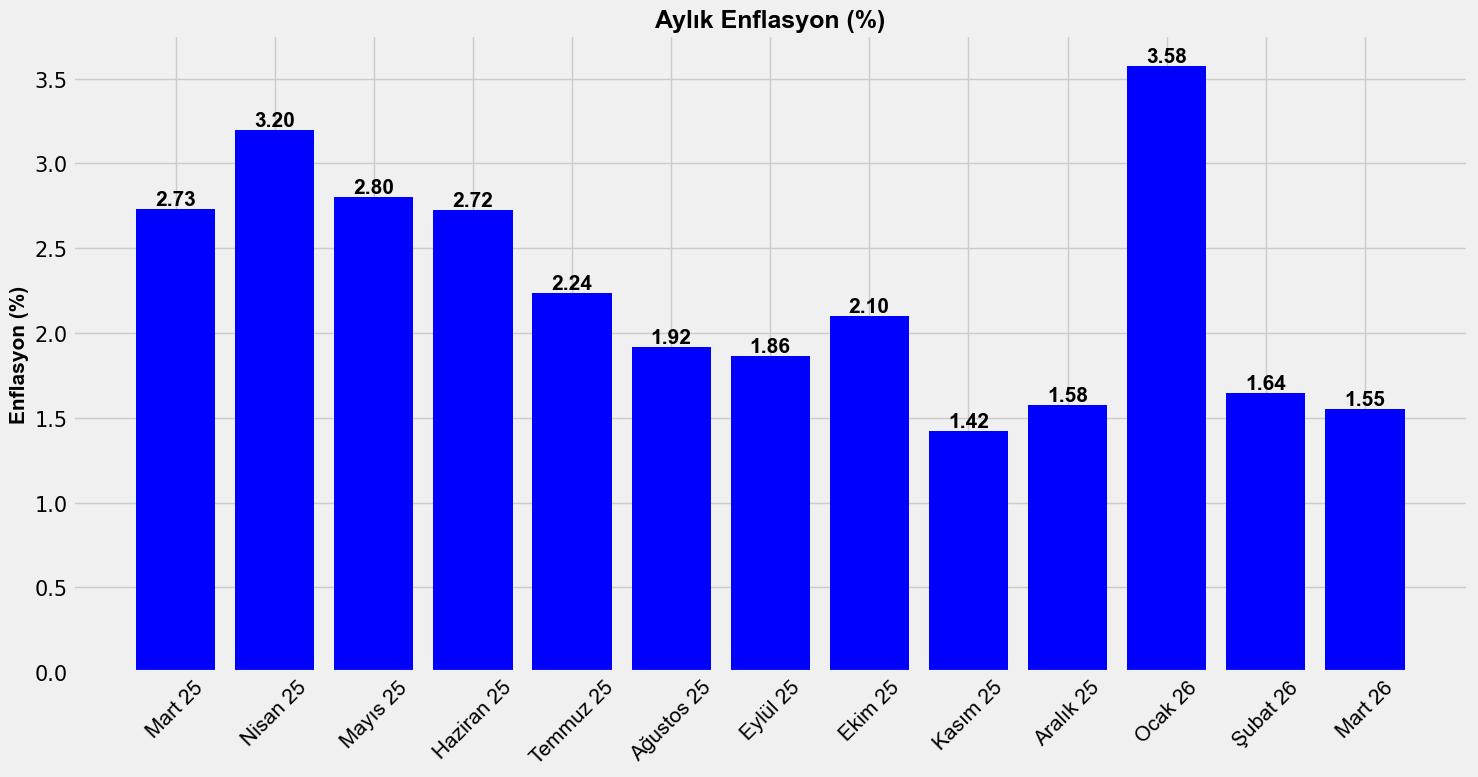 Aylık Enflasyon (%)
Enflasyon (%)
3.5
3.0
2.5
2.0
1.5
1.0
0.5
0.0
2.73
3.20
2.80
2.72
2.24
1.92
1.86
2.10
1.42
1.58
3.58
1.64
1.55
Mart 25
Nisan 25
Mayıs 25
Haziran 25
Temmuz 25
Ağustos 25
Eylül 25
Ekim 25
Kasım 25
Aralık 25
Ocak 26
Şubat 26
Mart 26